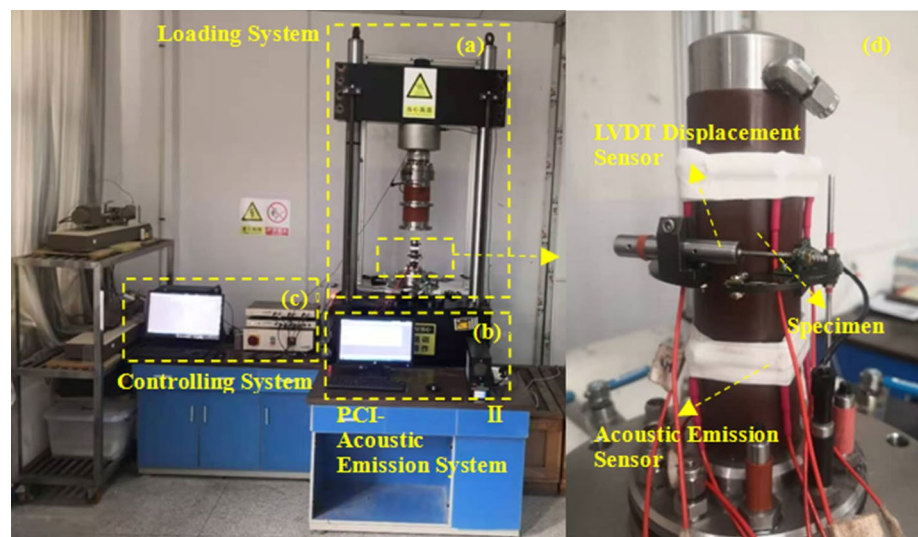 Loading System
(a)
(d)
LVDT Displacement
Sensor
(c)
(b)
Specimen
Controlling System
PCI-
II
Acoustic
Emission System
Acoustic Emission
Sensor